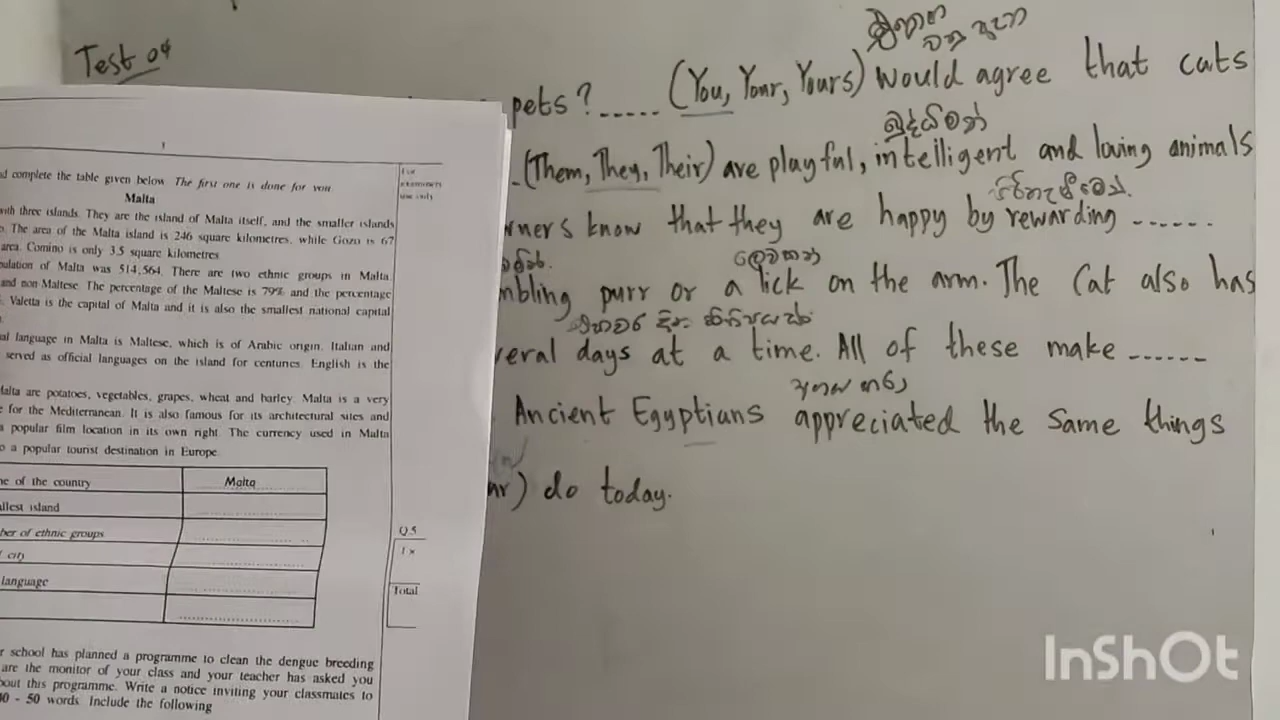 Test 04
pets?..... (You, Your, Yours) would agree that cats
(Them, They, Their) are playful, intelligent and loving animals
know that they are happy by rewarding ......
purr or a lick on the arm. The Cat also has
days at a time. All of these make ......
Ancient Egyptians appreciated the same things
do today.
1
For examiners use only
complete the table given below. The first one is done for you
Malta
with three islands. They are the island of Malta itself, and the smaller islands
The area of the Malta island is 246 square kilometres, while Gozo is 67
area. Comino is only 3.5 square kilometres
of Malta was 514,564. There are two ethnic groups in Malta.
and non Maltese. The percentage of the Maltese is 79% and the percentage
Valetta is the capital of Malta and it is also the smallest national capital
language in Malta is Maltese, which is of Arabic origin. Italian and
served as official languages on the island for centuries. English is the
Malta are potatoes, vegetables, grapes, wheat and barley. Malta is a very
for the Mediterranean. It is also famous for its architectural sites and
popular film location in its own right. The currency used in Malta
a popular tourist destination in Europe.
of the country Malta
island
of ethnic groups
city
language
Q5
1x
Total
school has planned a programme to clean the dengue breeding
are the monitor of your class and your teacher has asked you
this programme. Write a notice inviting your classmates to
- 50 words. Include the following
InShOt